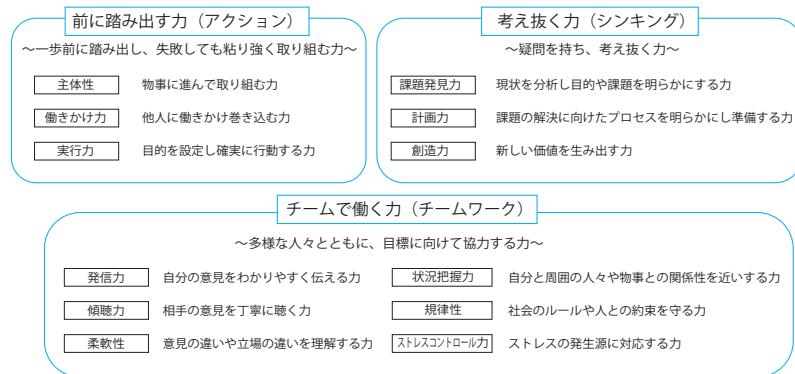 前に踏み出す力（アクション）
～一歩前に踏み出し、失敗しても粘り強く取り組む力～
主体性 物事に進んで取り組む力
働きかけ力 他人に働きかけ巻き込む力
実行力 目的を設定し確実に行動する力
考え抜く力（シンキング）
～疑問を持ち、考え抜く力～
課題発見力 現状を分析し目的や課題を明らかにする力
計画力 課題の解決に向けたプロセスを明らかにし準備する力
創造力 新しい価値を生み出す力
チームで働く力（チームワーク）
～多様な人々とともに、目標に向けて協力する力～
発信力 自分の意見をわかりやすく伝える力
傾聴力 相手の意見を丁寧に聴く力
柔軟性 意見の違いや立場の違いを理解する力
状況把握力 自分と周囲の人々や物事との関係性を近いする力
規律性 社会のルールや人との約束を守る力
ストレスコントロール力 ストレスの発生源に対応する力